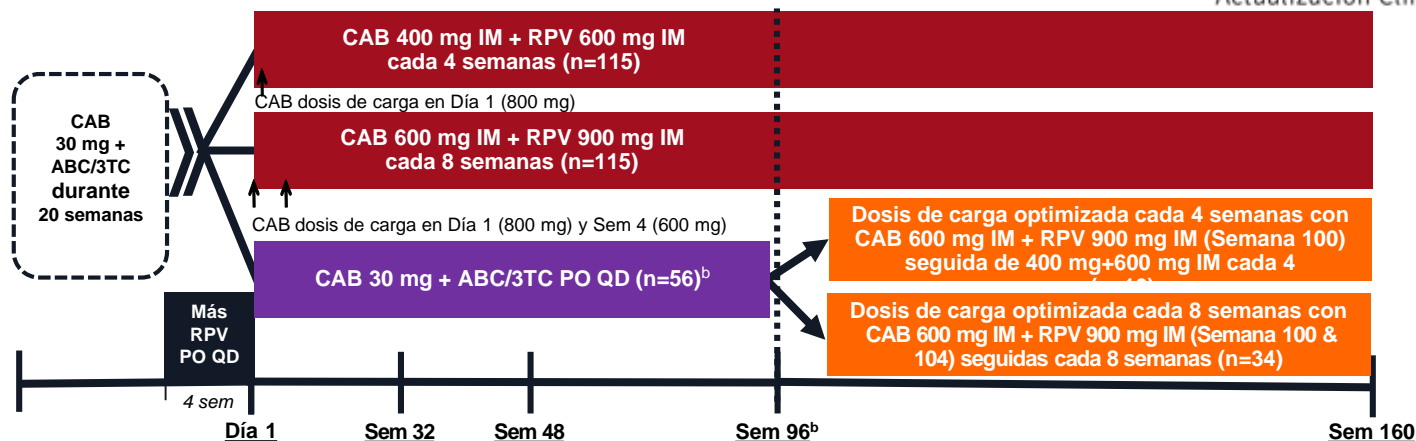 CAB 400 mg IM + RPV 600 mg IM
cada 4 semanas (n=115)
CAB dosis de carga en Día 1 (800 mg)
CAB
30 mg +
ABC/3TC
durante
20 semanas
CAB 600 mg IM + RPV 900 mg IM
cada 8 semanas (n=115)
CAB dosis de carga en Día 1 (800 mg) y Sem 4 (600 mg)
Dosis de carga optimizada cada 4 semanas con
CAB 600 mg IM + RPV 900 mg IM (Semana 100)
seguida de 400 mg+600 mg IM cada 4
CAB 30 mg + ABC/3TC PO QD (n=56)b
Más
RPV
PO QD
Dosis de carga optimizada cada 8 semanas con
CAB 600 mg IM + RPV 900 mg IM (Semana 100 &
104) seguidas cada 8 semanas (n=34)
4 sem
Día 1
Sem 32
Sem 48
Sem 96b
Sem 160